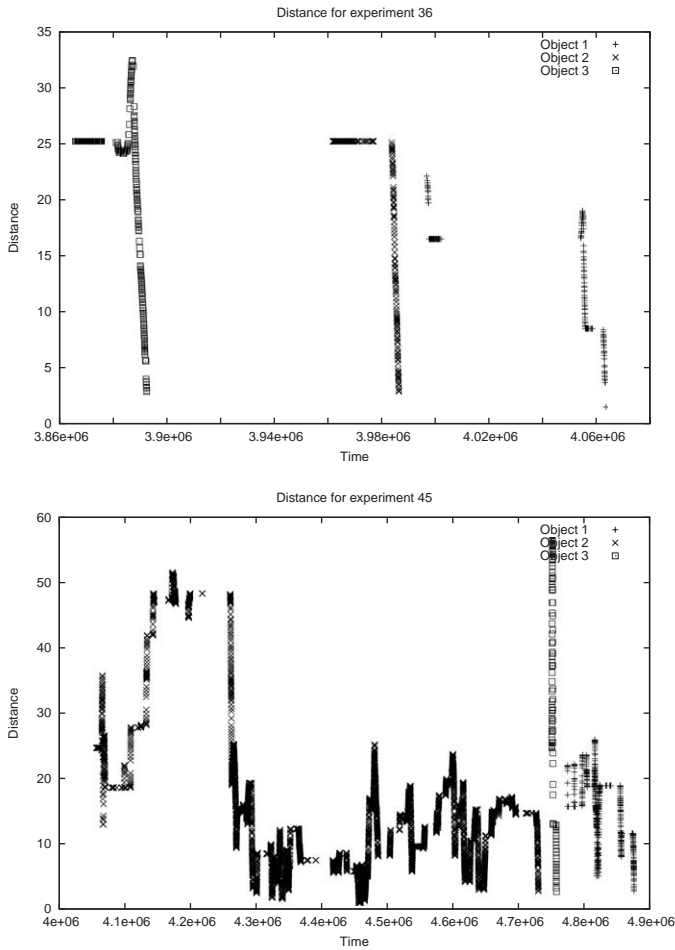 Distance for experiment 36
35
30
25
20
15
10
5
0
Distance
Object 1
Object 2
Object 3
3.86e+06 3.9e+06 3.94e+06 3.98e+06 4.02e+06 4.06e+06
Time
Distance for experiment 45
60
50
40
30
20
10
0
Distance
Object 1
Object 2
Object 3
4e+06 4.1e+06 4.2e+06 4.3e+06 4.4e+06 4.5e+06 4.6e+06 4.7e+06 4.8e+06 4.9e+06
Time